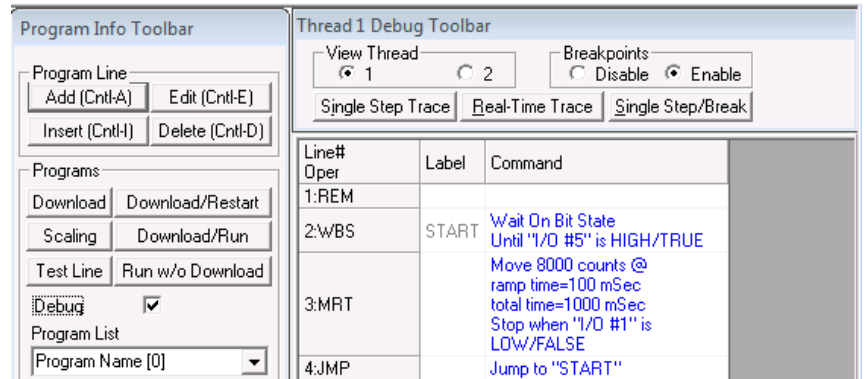 Program Info Toolbar
Program Line
Add (Cntl-A) Edit (Cntl-E)
Insert (Cntl-I) Delete (Cntl-D)
Programs
Download Download/Restart
Scaling Download/Run
Test Line Run w/o Download
Debug
Program List
Program Name [0]
Thread 1 Debug Toolbar
View Thread
1 2
Breakpoints
Disable Enable
Single Step Trace Real-Time Trace Single Step/Break
Line#
Oper Label Command
1:REM
2:WBS START Wait On Bit State
Until "I/O #5" is HIGH/TRUE
3:MRT Move 8000 counts @
ramp time=100 mSec
total time=1000 mSec
Stop when "I/O #1" is
LOW/FALSE
4:JMP Jump to "START"